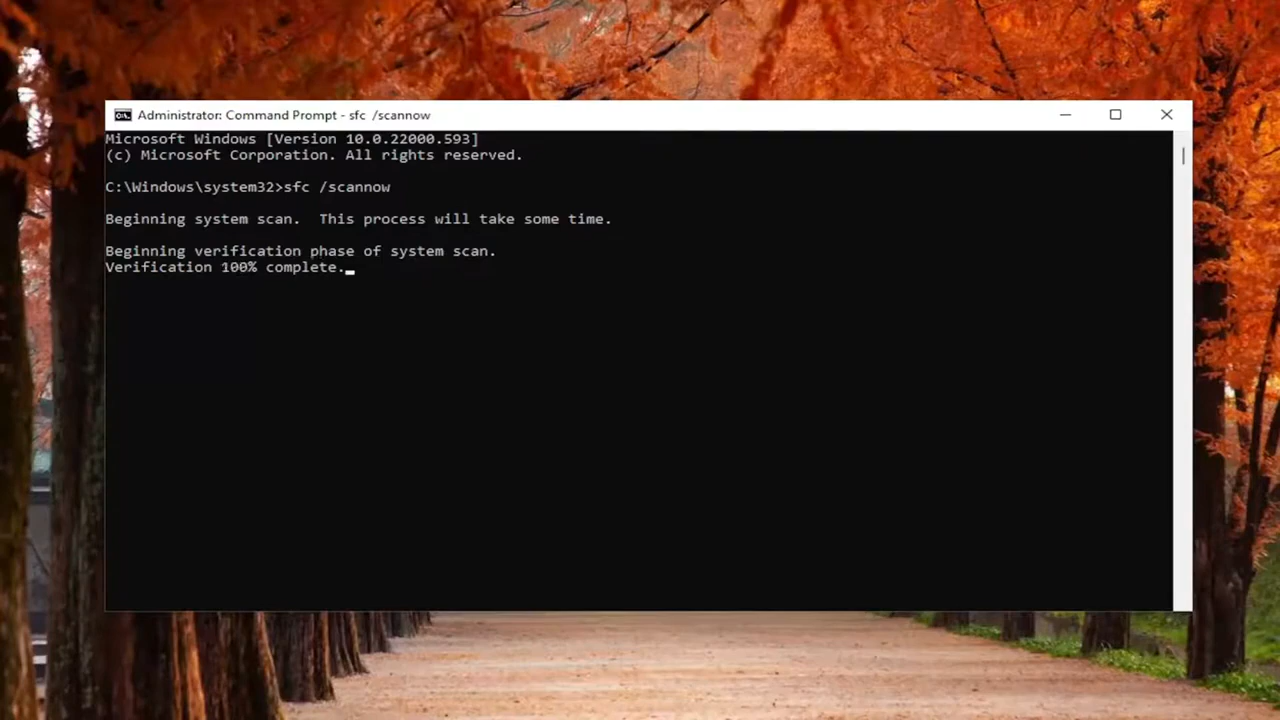 Administrator: Command Prompt - sfc  /scannow
Microsoft Windows [Version 10.0.22000.593]
(c) Microsoft Corporation. All rights reserved.
C:\Windows\system32>sfc /scannow
Beginning system scan.  This process will take some time.
Beginning verification phase of system scan.
Verification 100% complete.